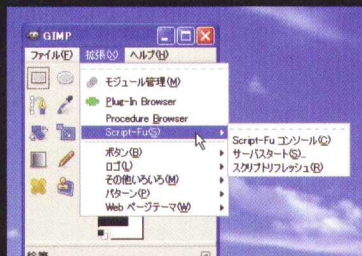 GIMP
ファイル(F) 拡張(X) ヘルプ(H)
モジュール管理(M)
Plug-In Browser
Procedure Browser
Script-Fu(S)
Script-Fu コンソール(C)
サーバスタート(S)...
スクリプトリフレッシュ(R)
ボタン(B)
ロゴ(L)
その他いろいろ(M)
パターン(P)
Web ページテーマ(W)